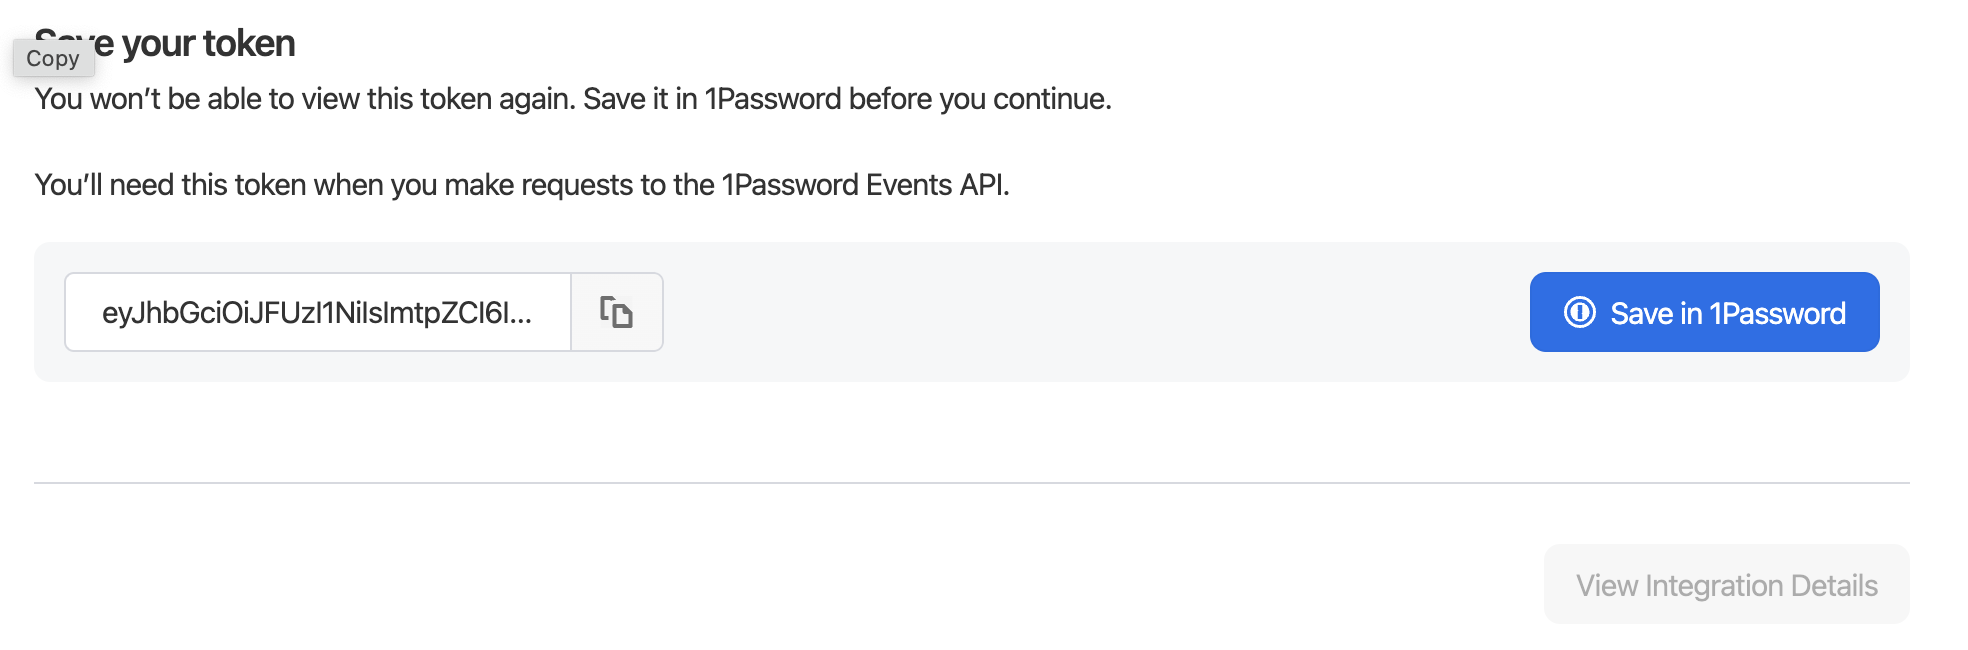 Save your token
Copy
You won’t be able to view this token again. Save it in 1Password before you continue.
You’ll need this token when you make requests to the 1Password Events API.
eyJhbGciOiJFUzI1NiIsImtpZCI6I...
Save in 1Password
View Integration Details